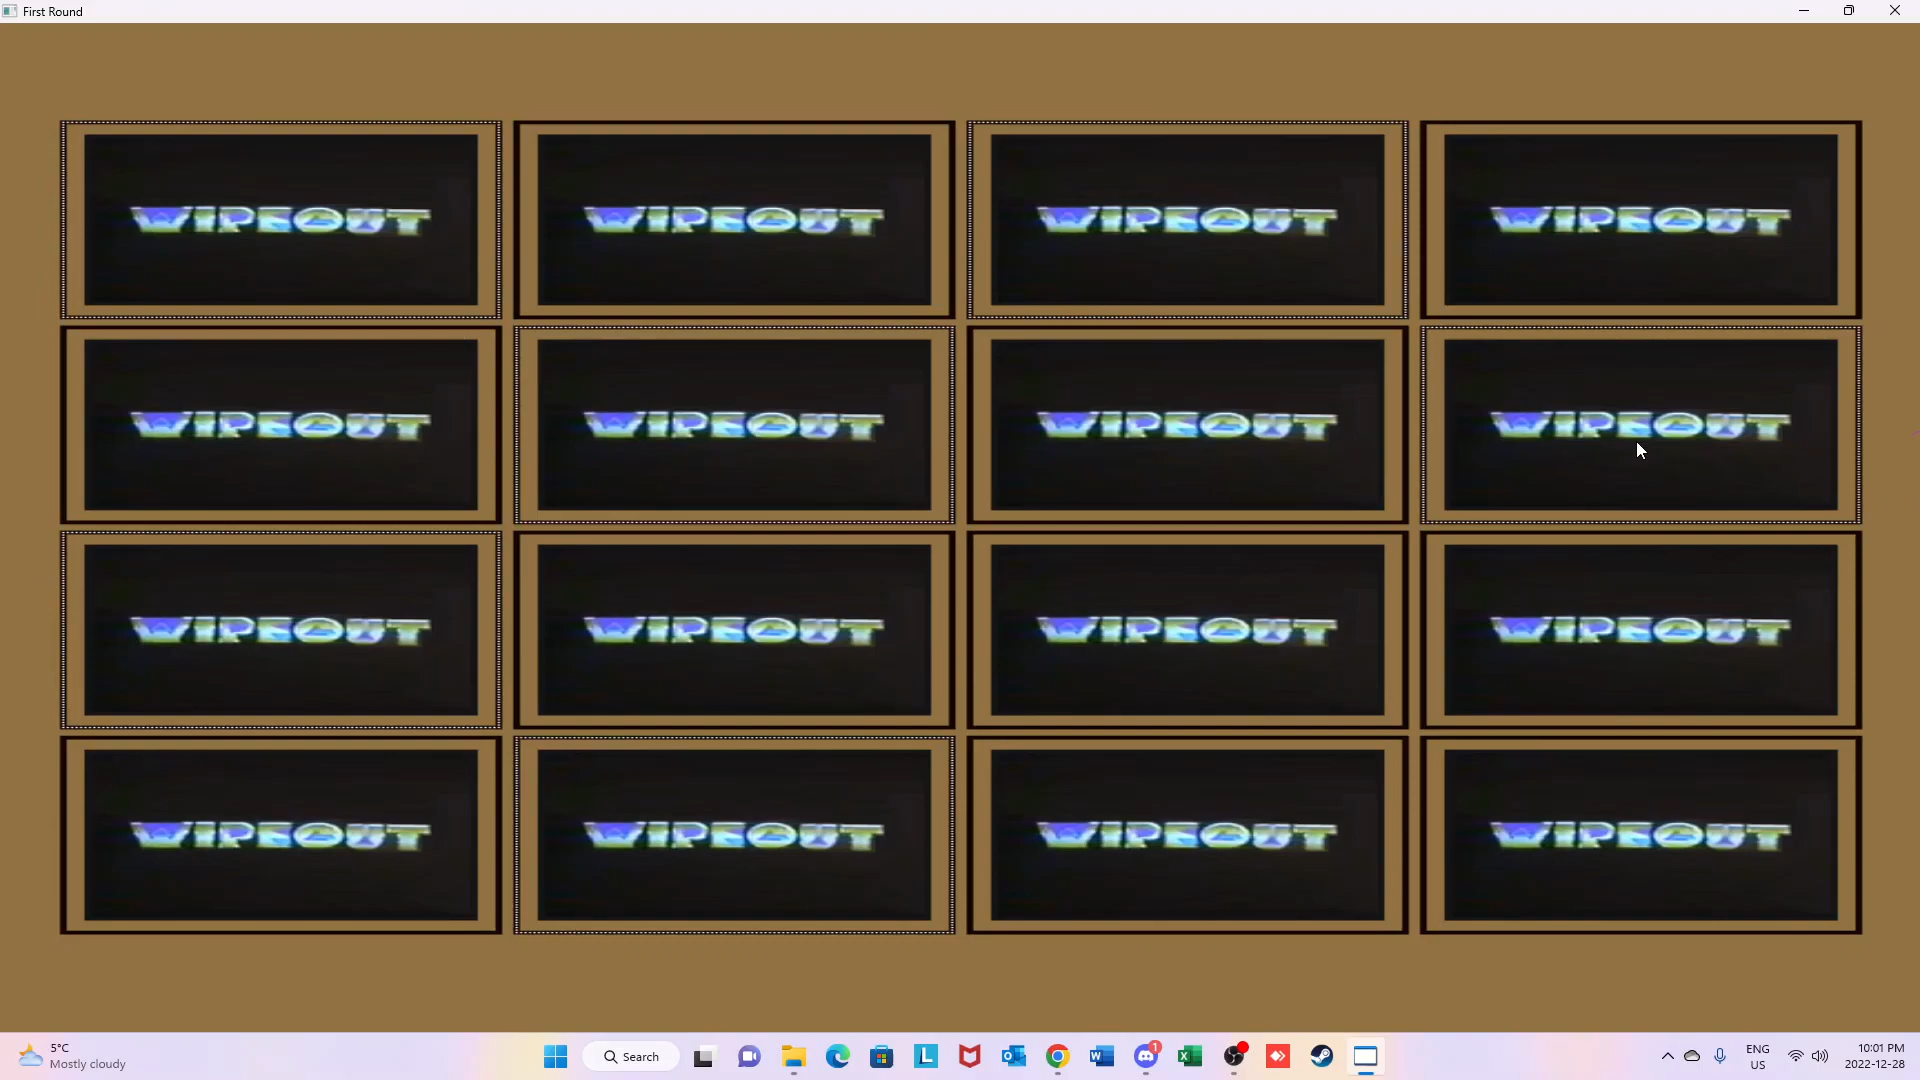 First Round
WIPEOUT WIPEOUT WIPEOUT WIPEOUT
WIPEOUT WIPEOUT WIPEOUT WIPEOUT
WIPEOUT WIPEOUT WIPEOUT WIPEOUT
WIPEOUT WIPEOUT WIPEOUT WIPEOUT
5°C
Mostly cloudy
Search
L
W
1
X
ENG
US
10:01 PM
2022-12-28